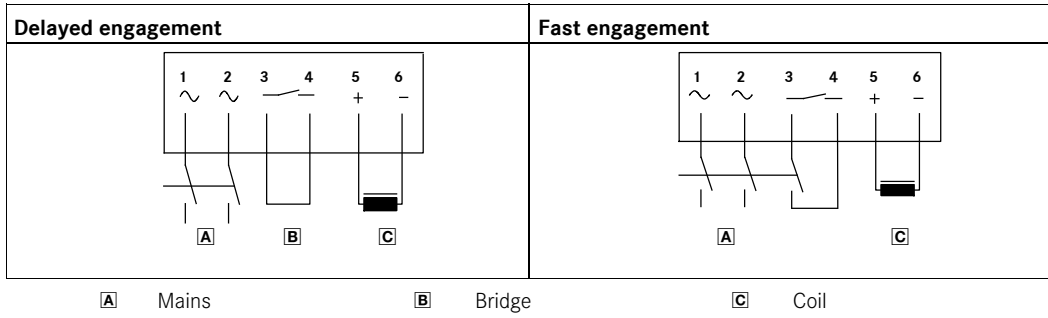 Delayed engagement
Fast engagement
1 2 3 4 5 6
+ −
A B C
1 2 3 4 5 6
+ −
A C
A Mains B Bridge C Coil